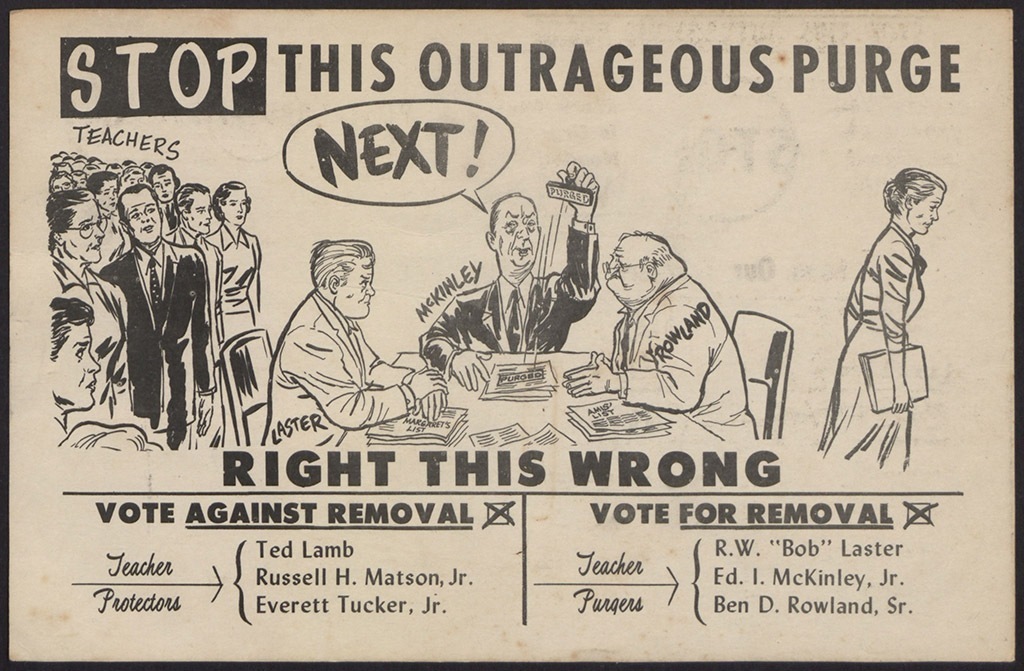 STOP THIS OUTRAGEOUS PURGE
TEACHERS
NEXT!
PURGED
MCKINLEY
ROWLAND
PURGED
LASTER
MARGARET'S
LIST
AMIS'
LIST
RIGHT THIS WRONG
VOTE AGAINST REMOVAL ☒
Teacher
Protectors
Ted Lamb
Russell H. Matson, Jr.
Everett Tucker, Jr.
VOTE FOR REMOVAL ☒
Teacher
Purgers
R.W. "Bob" Laster
Ed. I. McKinley, Jr.
Ben D. Rowland, Sr.